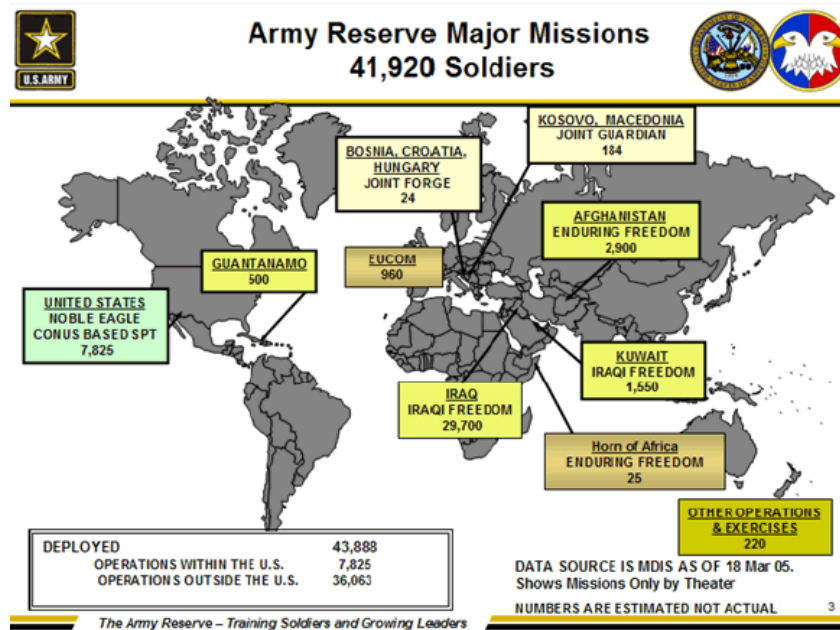 Army Reserve Major Missions
41,920 Soldiers
U.S.ARMY
KOSOVO, MACEDONIA
JOINT GUARDIAN
184
BOSNIA, CROATIA,
HUNGARY
JOINT FORGE
24
AFGHANISTAN
ENDURING FREEDOM
2,900
GUANTANAMO
500
EUCOM
960
UNITED STATES
NOBLE EAGLE
CONUS BASED SPT
7,825
KUWAIT
IRAQI FREEDOM
1,550
IRAQ
IRAQI FREEDOM
29,700
Horn of Africa
ENDURING FREEDOM
25
OTHER OPERATIONS
& EXERCISES
220
DEPLOYED 43,888
OPERATIONS WITHIN THE U.S. 7,825
OPERATIONS OUTSIDE THE U.S. 36,063
DATA SOURCE IS MDIS AS OF 18 Mar 05.
Shows Missions Only by Theater
NUMBERS ARE ESTIMATED NOT ACTUAL 3
The Army Reserve – Training Soldiers and Growing Leaders